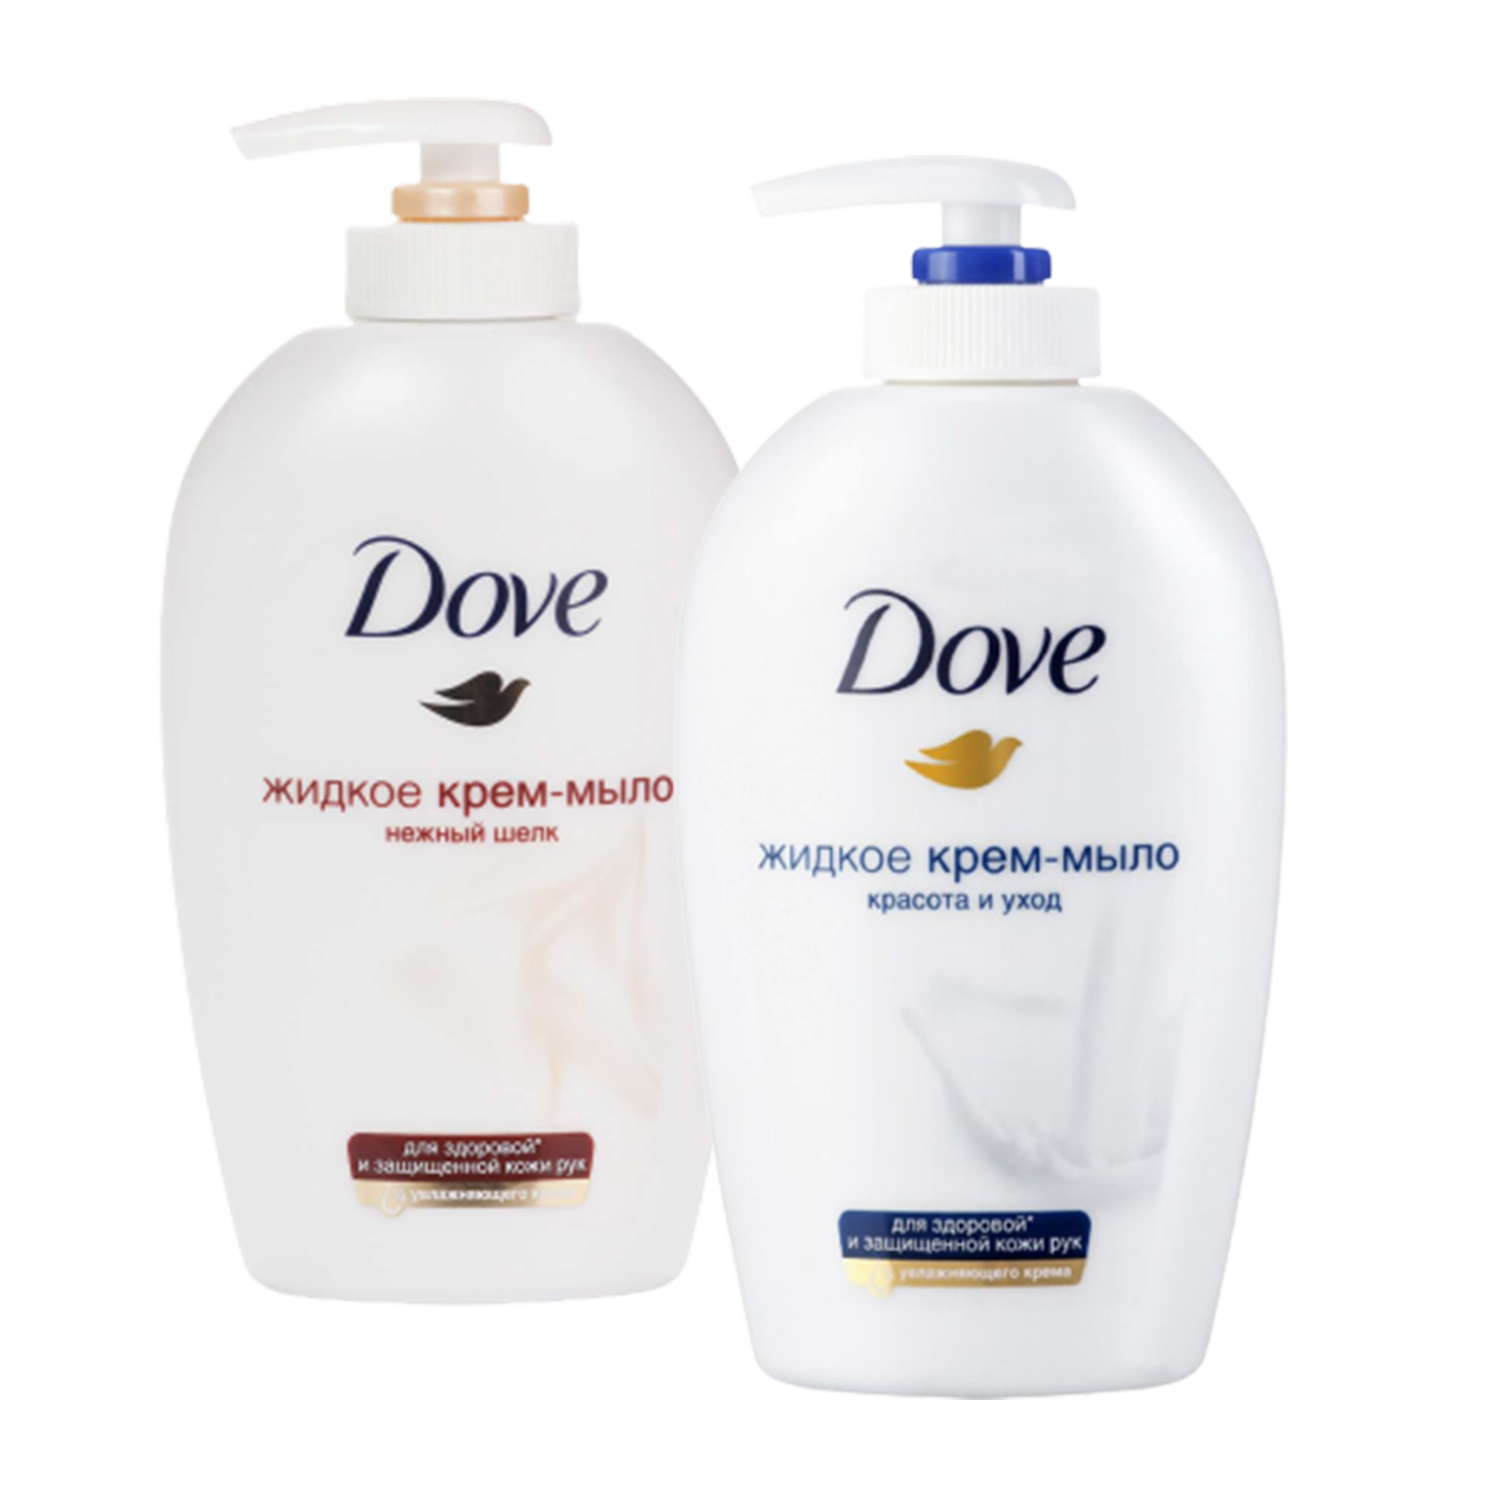 Dove
жидкое крем-мыло
нежный шелк
для здоровой*
и защищенной кожи рук
увлажняющего
Dove
жидкое крем-мыло
красота и уход
для здоровой*
и защищенной кожи рук
увлажняющего крема